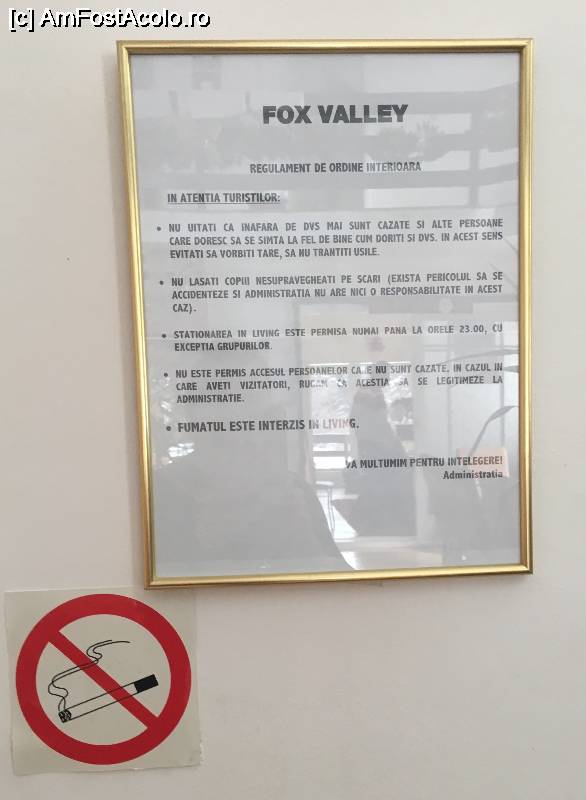 [c] AmFostAcolo.ro
FOX VALLEY
REGULAMENT DE ORDINE INTERIOARA
IN ATENTIA TURISTILOR:
• NU UITATI CA INAFARA DE DVS MAI SUNT CAZATE SI ALTE PERSOANE
CARE DORESC SA SE SIMTA LA FEL DE BINE CUM DORITI SI DVS. IN ACEST SENS
EVITATI SA VORBITI TARE, SA NU TRANTITI USILE.
• NU LASATI COPIII NESUPRAVEGHEATI PE SCARI (EXISTA PERICOLUL SA SE
ACCIDENTEZE SI ADMINISTRATIA NU ARE NICI O RESPONSABILITATE IN ACEST
CAZ).
• STATIONAREA IN LIVING ESTE PERMISA NUMAI PANA LA ORELE 23.00, CU
EXCEPTIA GRUPURILOR.
• NU ESTE PERMIS ACCESUL PERSOANELOR CARE NU SUNT CAZATE. IN CAZUL IN
CARE AVETI VIZITATORI, RUGAM CA ACESTIA SA SE LEGITIMEZE LA
ADMINISTRATIE.
• FUMATUL ESTE INTERZIS IN LIVING.
VA MULTUMIM PENTRU INTELEGERE!
Administratia